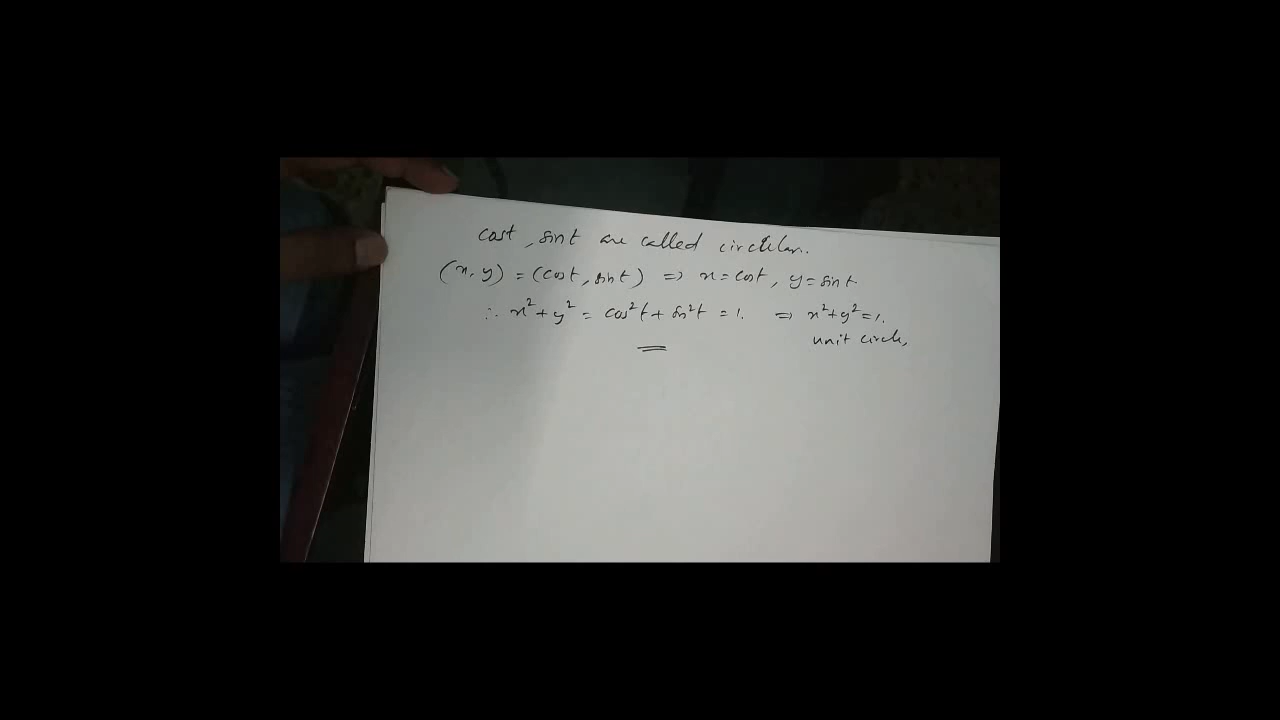 cost, sint are called circular.
(x, y) = (cost, sint) ⇒ x = cost, y = sint
∴ x² + y² = cos²t + sin²t = 1. ⇒ x² + y² = 1.
unit circle,